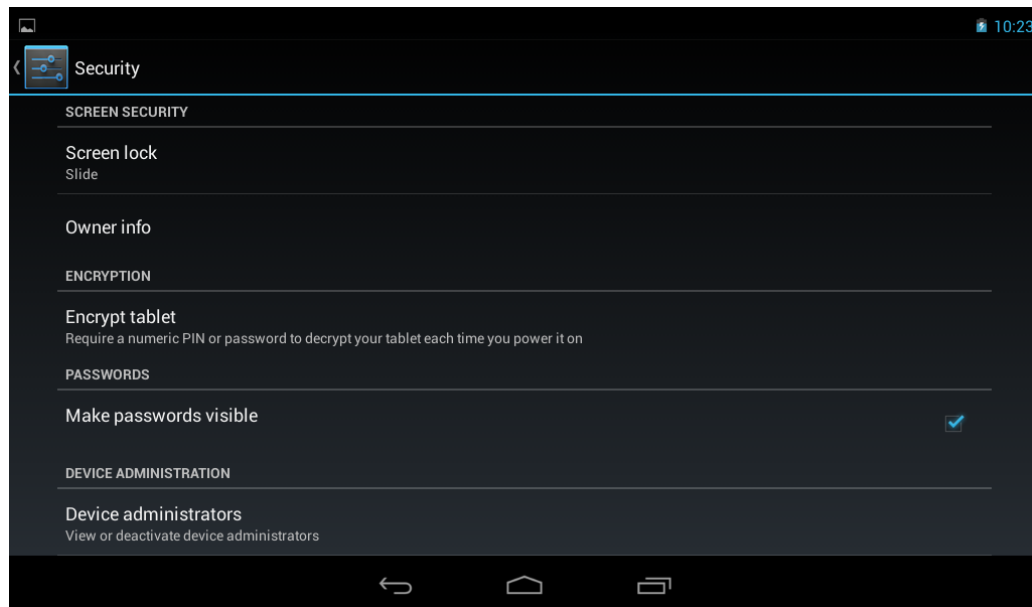 10:23
Security
SCREEN SECURITY
Screen lock
Slide
Owner info
ENCRYPTION
Encrypt tablet
Require a numeric PIN or password to decrypt your tablet each time you power it on
PASSWORDS
Make passwords visible
DEVICE ADMINISTRATION
Device administrators
View or deactivate device administrators